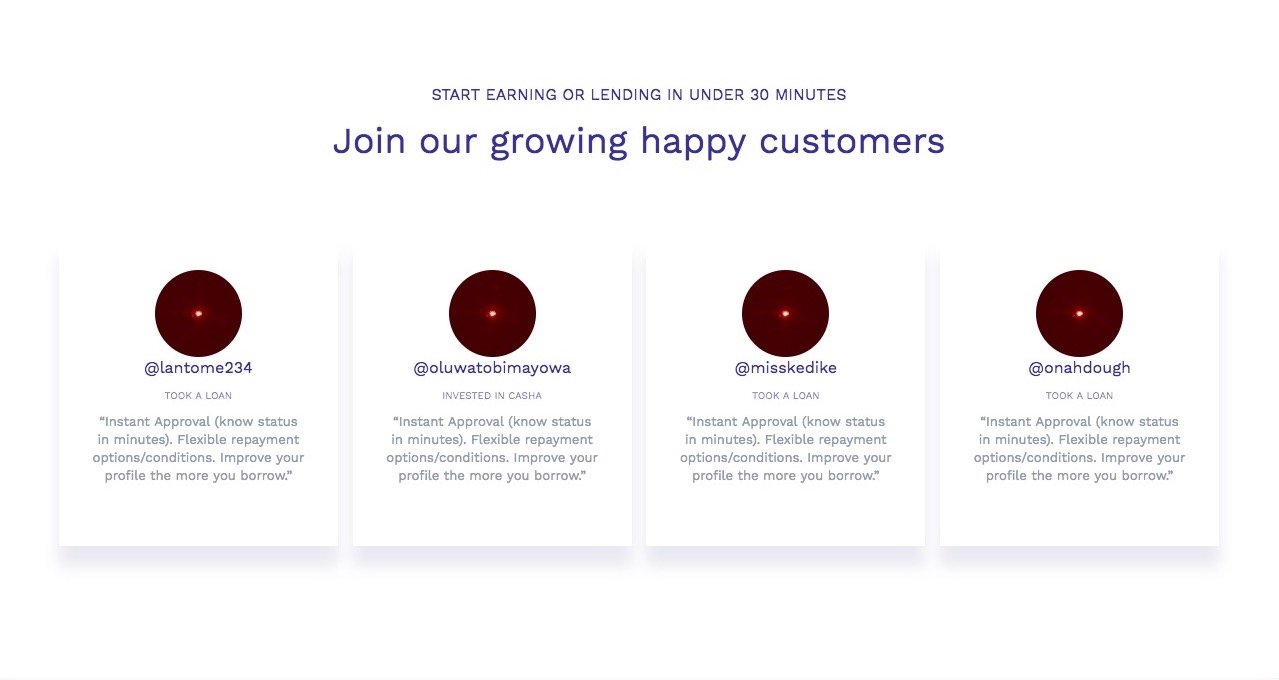 START EARNING OR LENDING IN UNDER 30 MINUTES
Join our growing happy customers
@lantome234
TOOK A LOAN
“Instant Approval (know status
in minutes). Flexible repayment
options/conditions. Improve your
profile the more you borrow.”
@oluwatobimayowa
INVESTED IN CASHA
“Instant Approval (know status
in minutes). Flexible repayment
options/conditions. Improve your
profile the more you borrow.”
@misskedike
TOOK A LOAN
“Instant Approval (know status
in minutes). Flexible repayment
options/conditions. Improve your
profile the more you borrow.”
@onahdough
TOOK A LOAN
“Instant Approval (know status
in minutes). Flexible repayment
options/conditions. Improve your
profile the more you borrow.”